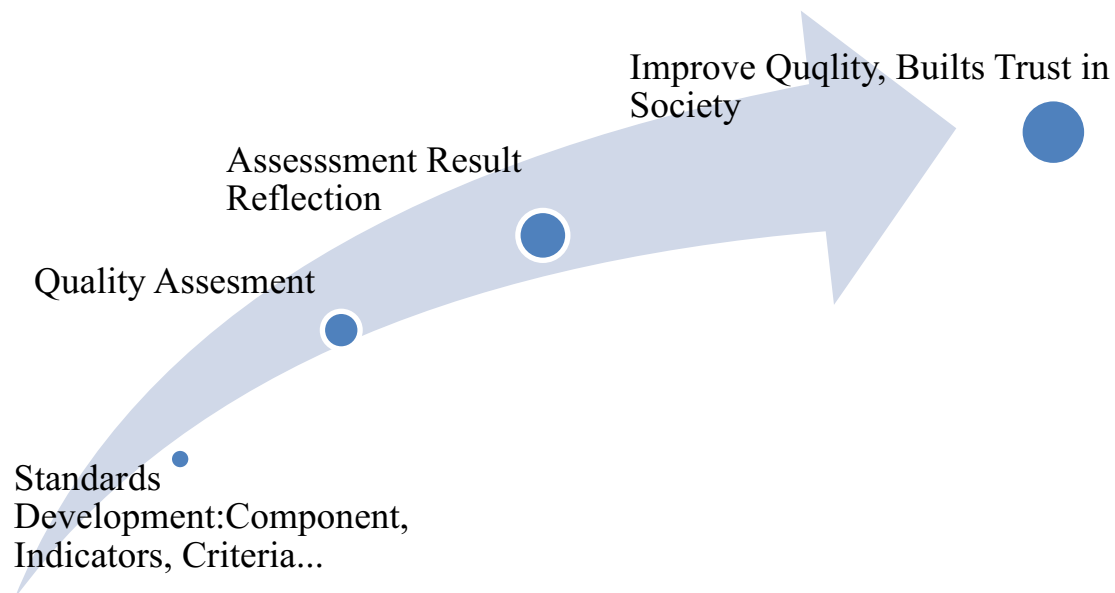 Improve Quqlity, Builts Trust in
Society
Assesssment Result
Reflection
Quality Assesment
Standards
Development:Component,
Indicators, Criteria...